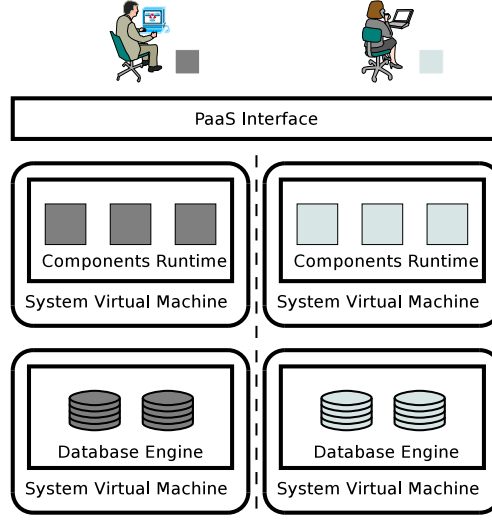 PaaS Interface
Components Runtime
Components Runtime
System Virtual Machine
System Virtual Machine
Database Engine
Database Engine
System Virtual Machine
System Virtual Machine